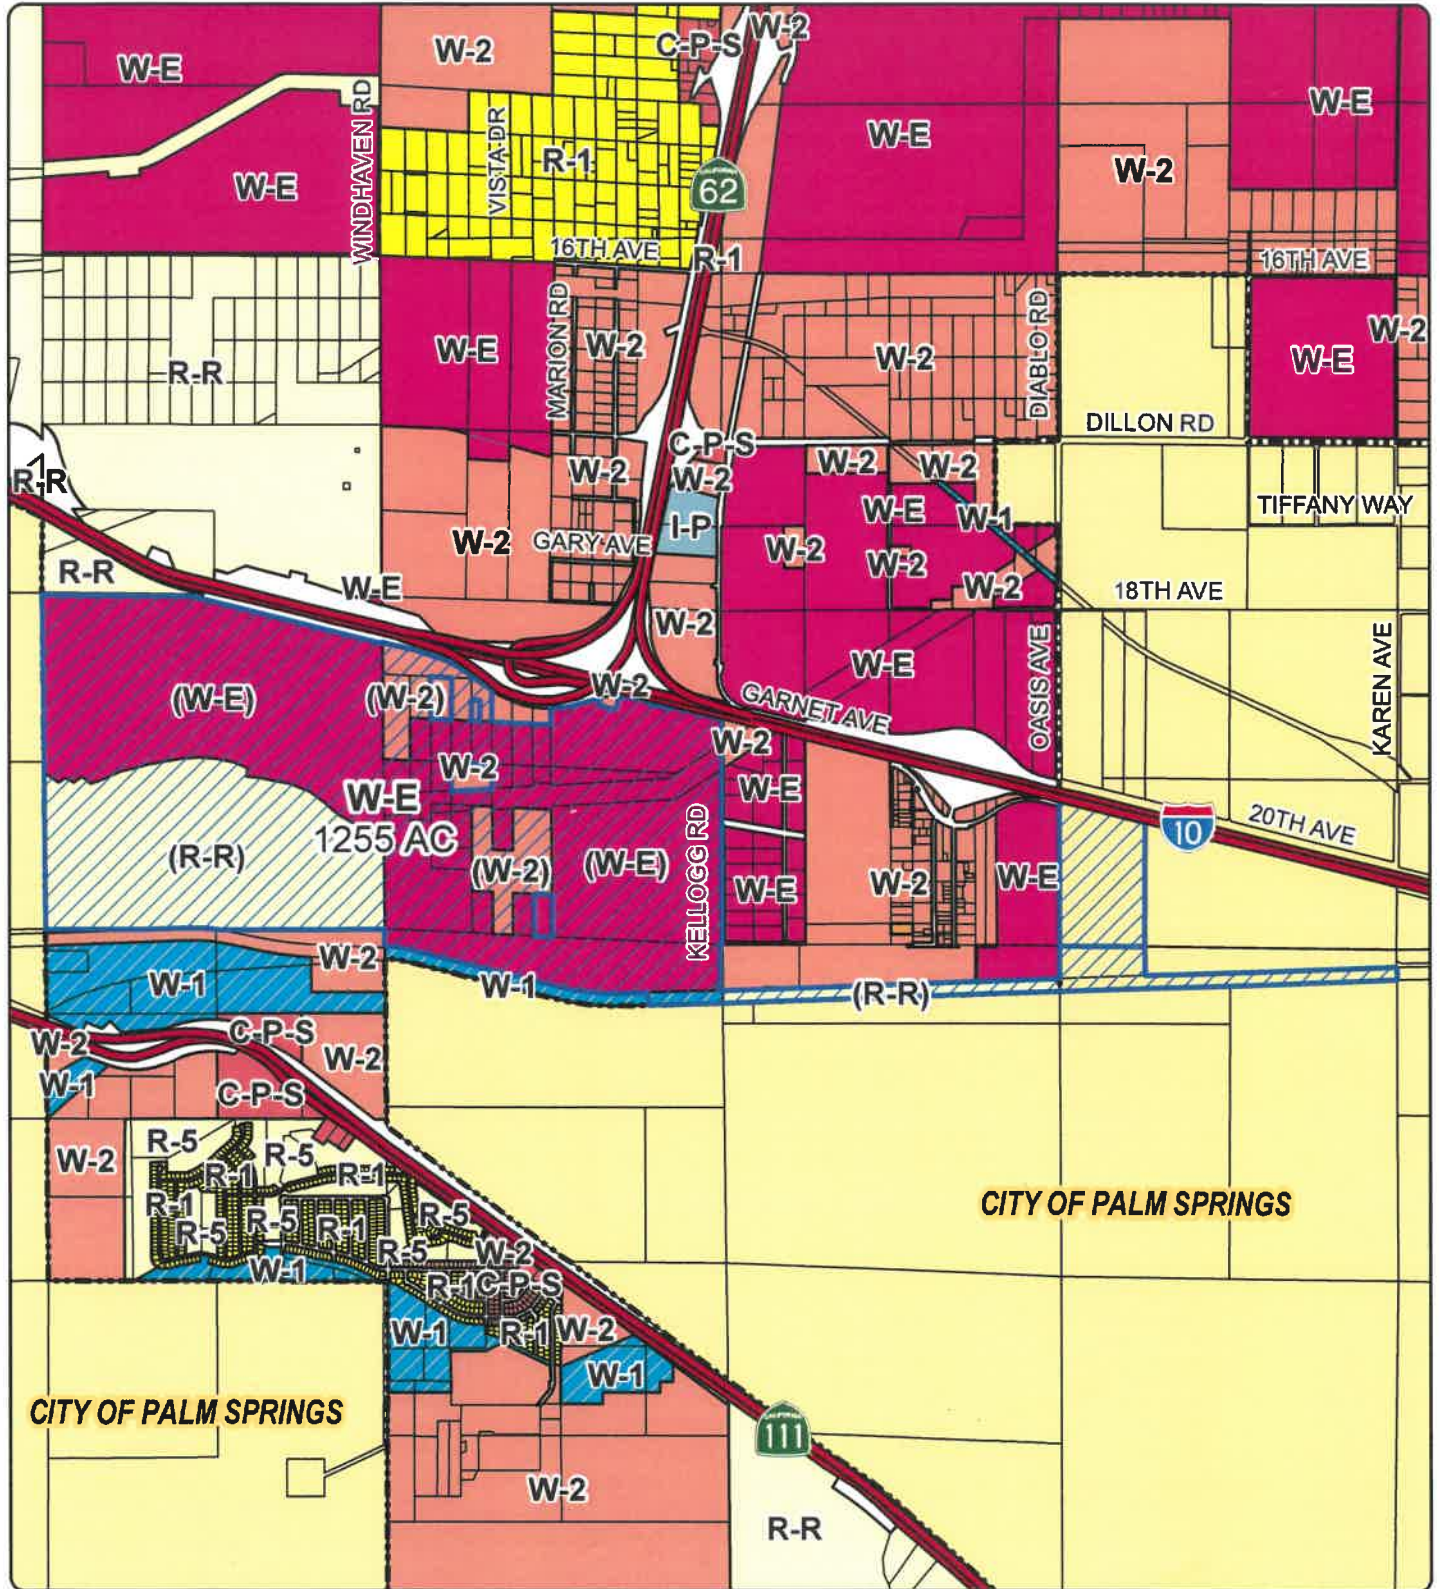 C-P-S
W-2
W-E
W-2
W-E
W-E
W-E
WINDHAVEN RD
VISTA DR
R-1
CALIFORNIA
62
W-2
16TH AVE
R-1
16TH AVE
W-E
MARION RD
W-2
W-2
DIABLO RD
W-E
W-2
R-R
DILLON RD
C-P-S
R-R
W-2
W-2
W-2
W-2
W-E
W-1
TIFFANY WAY
I-P
W-2
GARY AVE
W-2
W-2
W-2
R-R
W-E
18TH AVE
W-2
W-E
OASIS AVE
KAREN AVE
(W-E)
(W-2)
W-2
GARNET AVE
W-2
W-2
W-E
W-E
1255 AC
KELLOGG RD
10
20TH AVE
(R-R)
(W-2)
(W-E)
W-E
W-2
W-E
W-2
W-1
W-1
(R-R)
W-2
C-P-S
W-2
W-1
C-P-S
W-2
R-5
R-5
R-1
R-1
R-1
R-5
R-5
R-1
R-5
R-5
W-2
W-1
R-1
C-P-S
CITY OF PALM SPRINGS
W-1
R-1
W-2
W-1
CITY OF PALM SPRINGS
CALIFORNIA
111
W-2
R-R